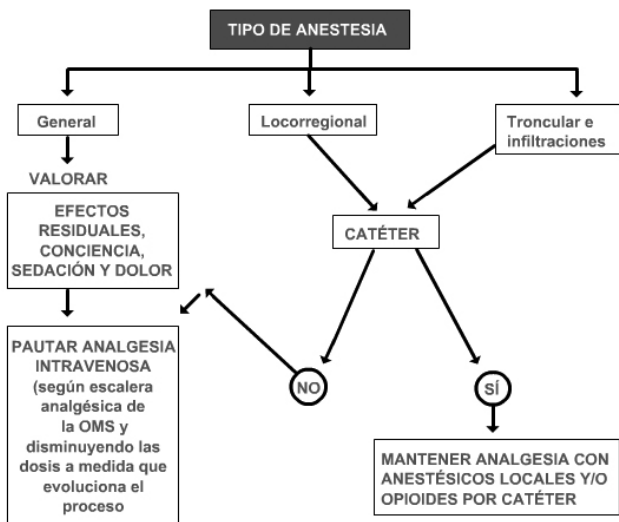 TIPO DE ANESTESIA
General
Locorregional
Troncular e
infiltraciones
VALORAR
EFECTOS
RESIDUALES,
CONCIENCIA,
SEDACIÓN Y DOLOR
CATÉTER
PAUTAR ANALGESIA
INTRAVENOSA
(según escalera
analgésica de
la OMS y
disminuyendo las
dosis a medida que
evoluciona el
proceso
NO
SÍ
MANTENER ANALGESIA CON
ANESTÉSICOS LOCALES Y/O
OPIOIDES POR CATÉTER